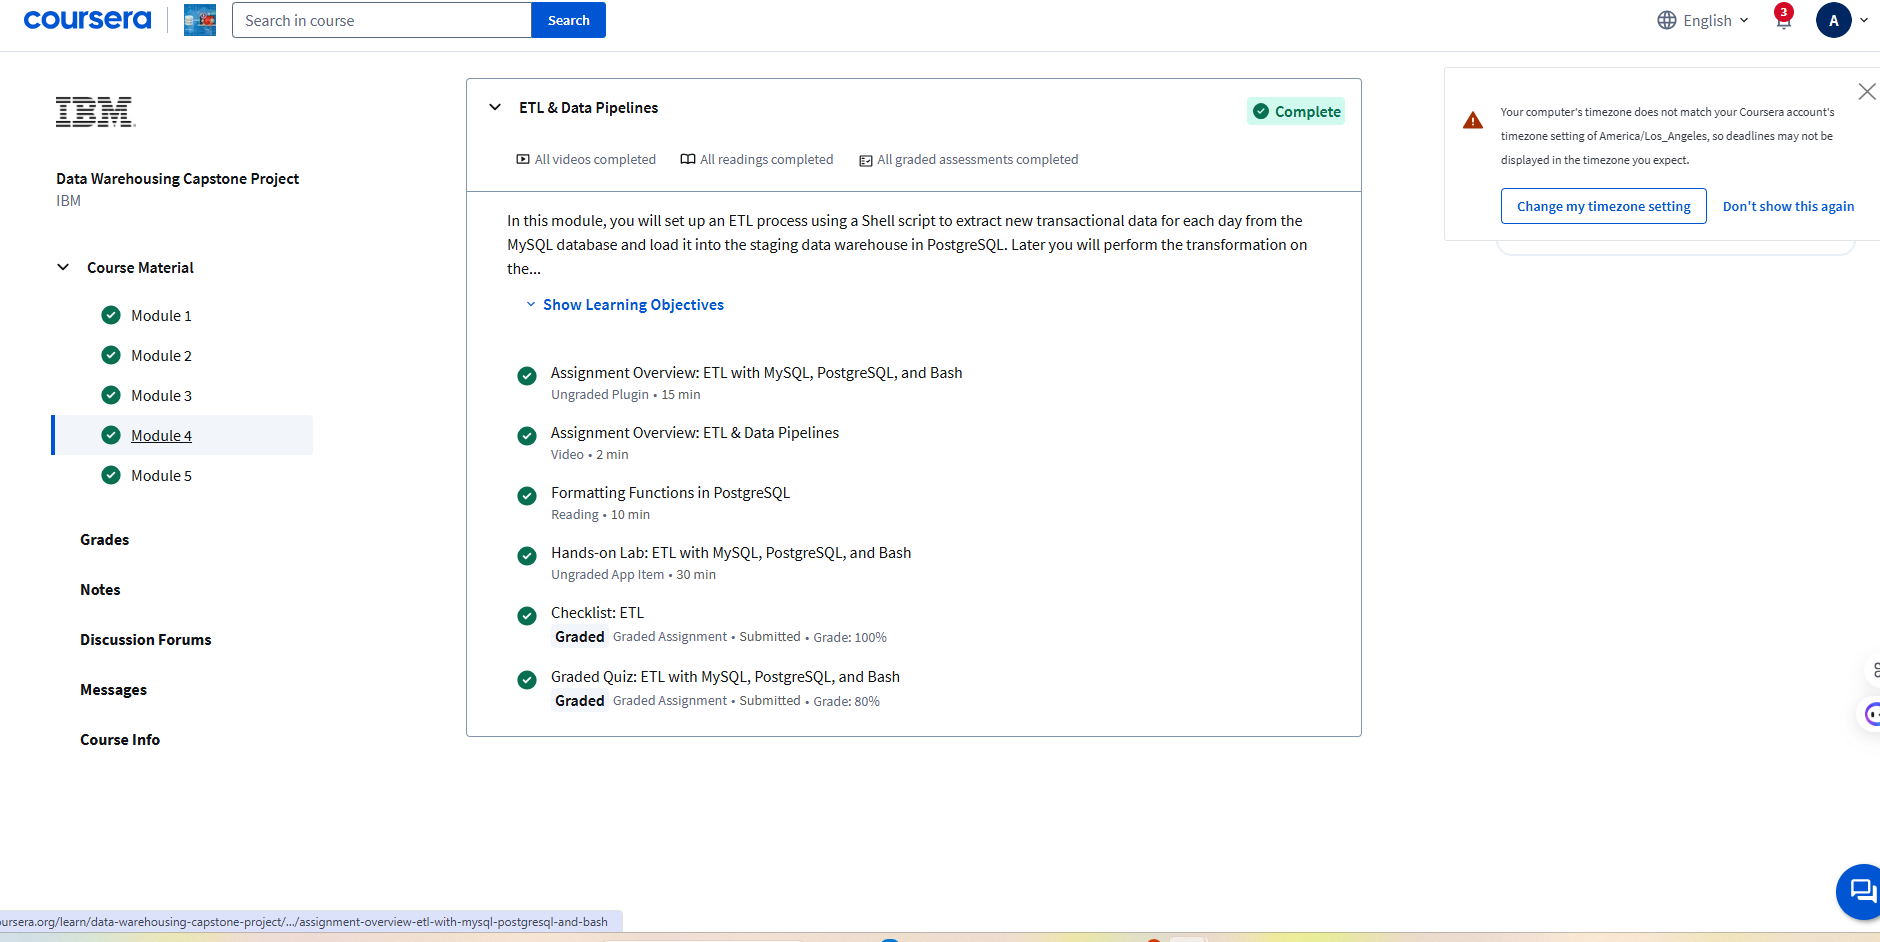 coursera
Search in course
Search
English
3
A
IBM
Data Warehousing Capstone Project
IBM
Course Material
Module 1
Module 2
Module 3
Module 4
Module 5
Grades
Notes
Discussion Forums
Messages
Course Info
ETL & Data Pipelines
Complete
All videos completed
All readings completed
All graded assessments completed
In this module, you will set up an ETL process using a Shell script to extract new transactional data for each day from the
MySQL database and load it into the staging data warehouse in PostgreSQL. Later you will perform the transformation on
the...
Show Learning Objectives
Assignment Overview: ETL with MySQL, PostgreSQL, and Bash
Ungraded Plugin • 15 min
Assignment Overview: ETL & Data Pipelines
Video • 2 min
Formatting Functions in PostgreSQL
Reading • 10 min
Hands-on Lab: ETL with MySQL, PostgreSQL, and Bash
Ungraded App Item • 30 min
Checklist: ETL
Graded Graded Assignment • Submitted • Grade: 100%
Graded Quiz: ETL with MySQL, PostgreSQL, and Bash
Graded Graded Assignment • Submitted • Grade: 80%
Your computer's timezone does not match your Coursera account's
timezone setting of America/Los_Angeles, so deadlines may not be
displayed in the timezone you expect.
Change my timezone setting
Don't show this again
oursera.org/learn/data-warehousing-capstone-project/.../assignment-overview-etl-with-mysql-postgresql-and-bash